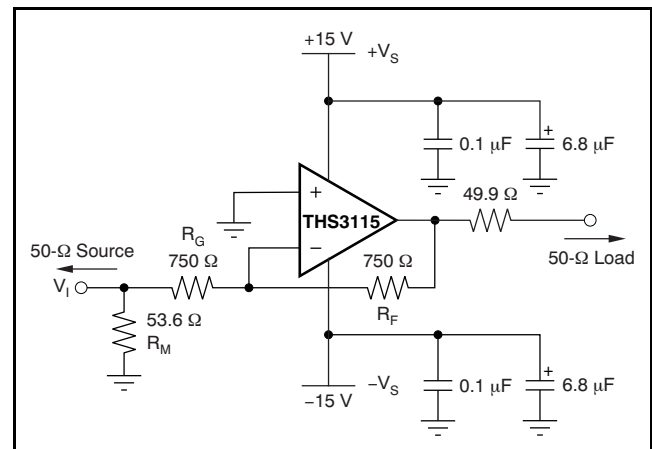 +15 V
+V_S
0.1 μF
+
6.8 μF
+
THS3115
−
49.9 Ω
50-Ω Source
R_G
50-Ω Load
V_I
750 Ω
750 Ω
R_F
53.6 Ω
R_M
−15 V
−V_S
0.1 μF
+
6.8 μF